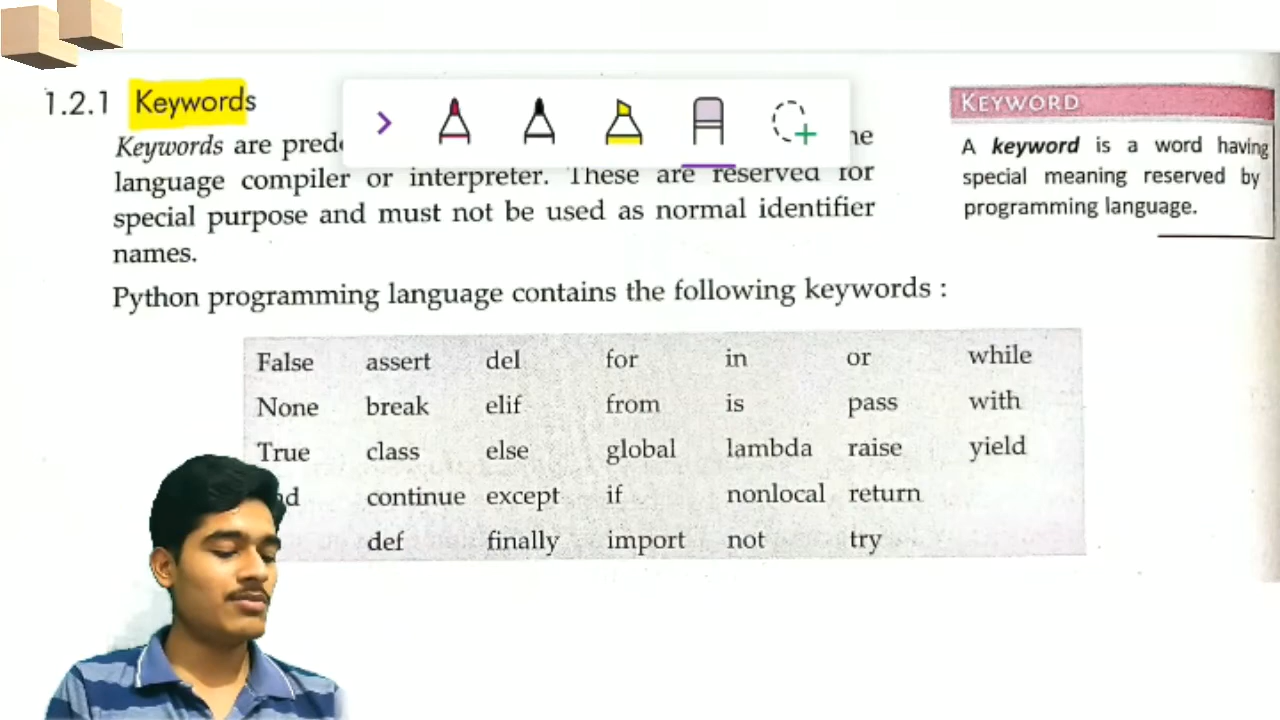 1.2.1 Keywords
Keywords are
language compiler or interpreter. These are reserved for
special purpose and must not be used as normal identifier
names.
Python programming language contains the following keywords :
KEYWORD
A keyword is a word having
special meaning reserved by
programming language.
False assert del for in or while
None break elif from is pass with
True class else global lambda raise yield
continue except if nonlocal return
def finally import not try